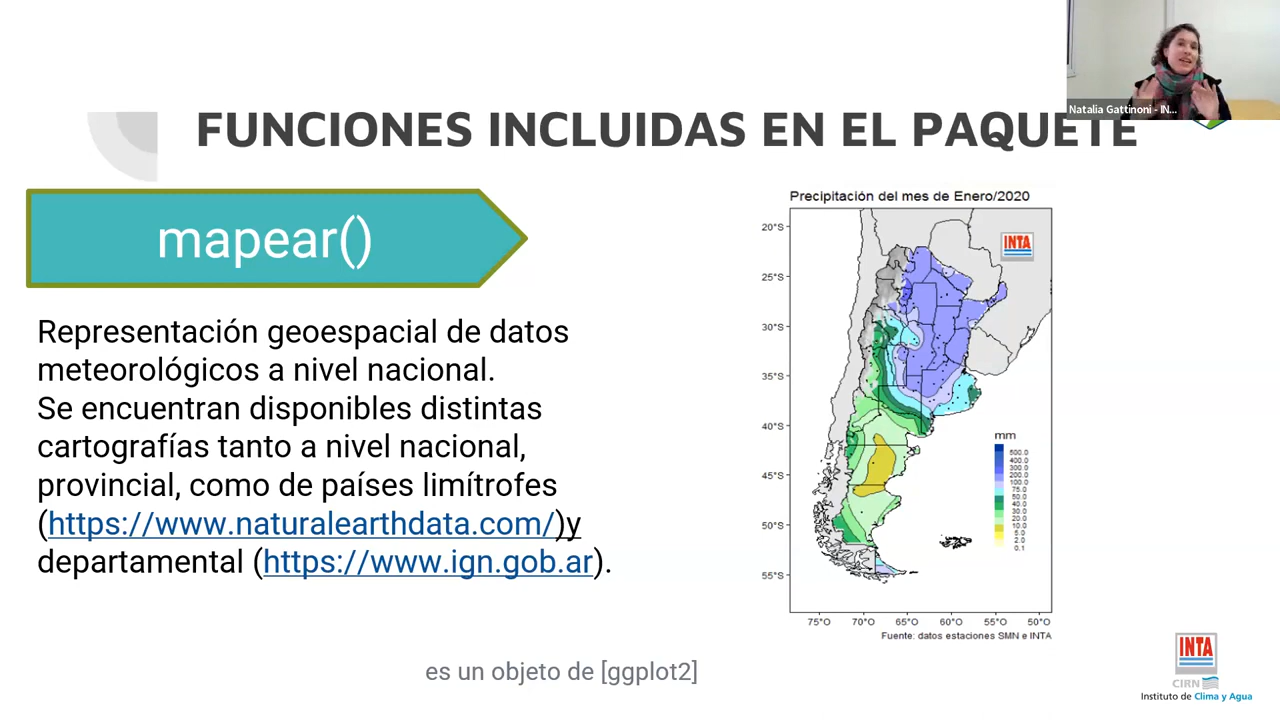 Natalia Gattinoni - IN...
FUNCIONES INCLUIDAS EN EL PAQUETE
mapear()
Representación geoespacial de datos
meteorológicos a nivel nacional.
Se encuentran disponibles distintas
cartografías tanto a nivel nacional,
provincial, como de países limítrofes
(https://www.naturalearthdata.com/)y
departamental (https://www.ign.gob.ar).
Precipitación del mes de Enero/2020
INTA
20°S
25°S
30°S
35°S
40°S
45°S
50°S
55°S
mm
500.0
400.0
300.0
200.0
100.0
75.0
50.0
40.0
30.0
20.0
10.0
5.0
2.0
0.1
75°O 70°O 65°O 60°O 55°O 50°O
Fuente: datos estaciones SMN e INTA
es un objeto de [ggplot2]
INTA
CIRN
Instituto de Clima y Agua